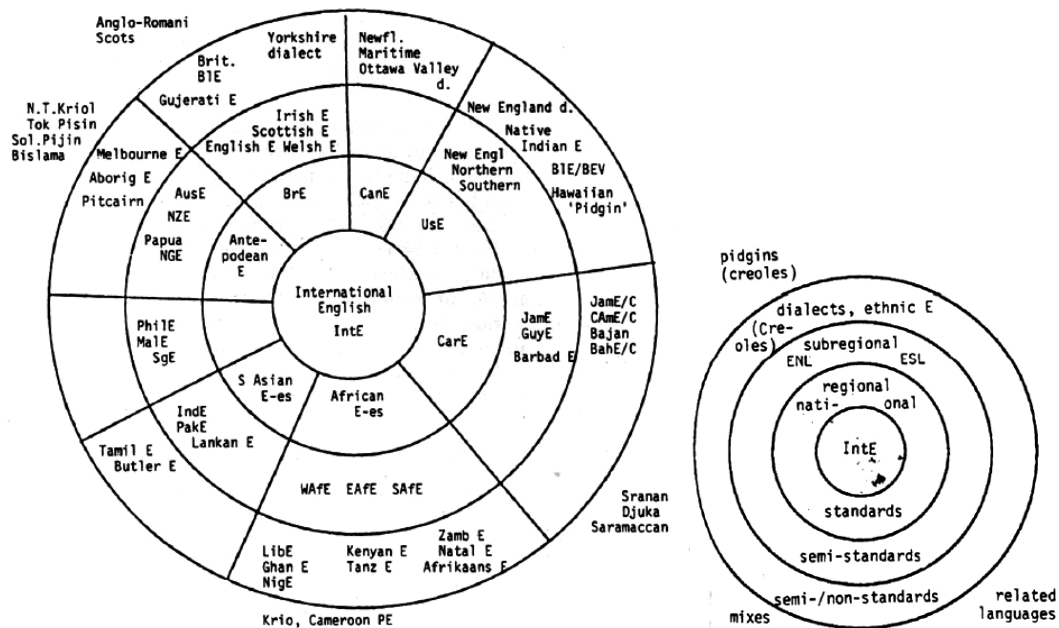 Anglo-Romani
Scots
Yorkshire
dialect
Brit.
BlE
Gujerati E
Newfl.
Maritime
Ottawa Valley
d.
New England d.
Native
Indian E
BlE/BEV
Hawaiian
'Pidgin'
N.T.Kriol
Tok Pisin
Sol.Pijin
Bislama
Melbourne E
Aborig E
Pitcairn
Irish E
Scottish E
English E Welsh E
New Engl
Northern
Southern
AusE
NZE
Papua
NGE
BrE
CanE
UsE
Ante-
podean
E
International
English
IntE
PhilE
MalE
SgE
CarE
JamE
GuyE
Barbad E
JamE/C
CAmE/C
Bajan
BahE/C
S Asian
E-es
African
E-es
IndE
PakE
Lankan E
Tamil E
Butler E
WAfE EAfE SAfE
LibE
Ghan E
NigE
Kenyan E
Tanz E
Zamb E
Natal E
Afrikaans E
Krio, Cameroon PE
Sranan
Djuka
Saramaccan
pidgins
(creoles)
dialects, ethnic E
(Cre-
oles)
subregional
ENL ESL
regional
nati- onal
IntE
standards
semi-standards
semi-/non-standards
mixes
related
languages